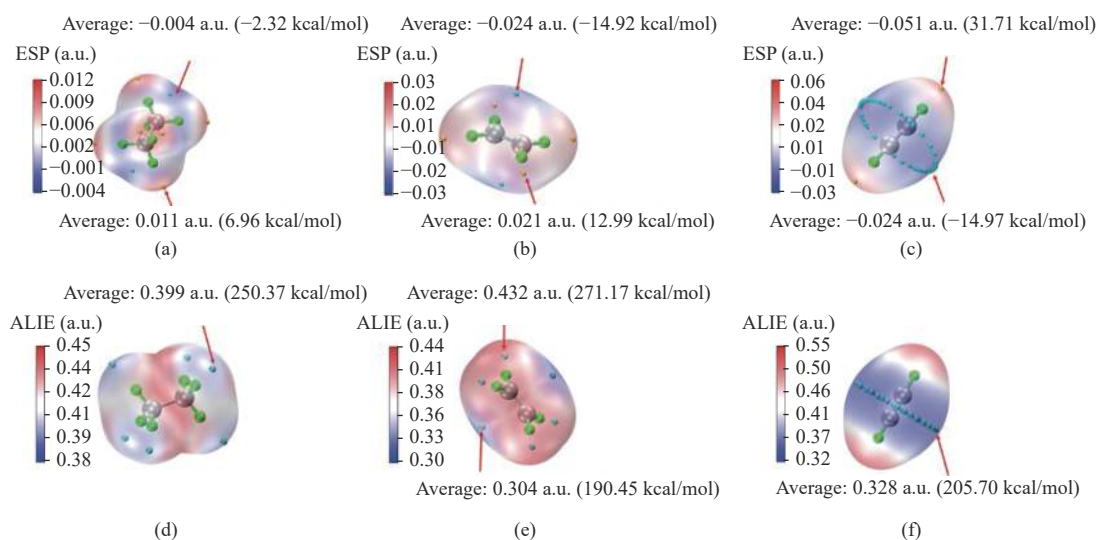 Average: −0.004 a.u. (−2.32 kcal/mol)
Average: −0.024 a.u. (−14.92 kcal/mol)
Average: −0.051 a.u. (31.71 kcal/mol)
ESP (a.u.)
0.012
0.009
0.006
0.002
−0.001
−0.004
ESP (a.u.)
0.03
0.02
0.01
−0.01
−0.02
−0.03
ESP (a.u.)
0.06
0.04
0.02
0.01
−0.01
−0.03
Average: 0.011 a.u. (6.96 kcal/mol)
Average: 0.021 a.u. (12.99 kcal/mol)
Average: −0.024 a.u. (−14.97 kcal/mol)
(a)
(b)
(c)
Average: 0.399 a.u. (250.37 kcal/mol)
Average: 0.432 a.u. (271.17 kcal/mol)
ALIE (a.u.)
0.45
0.44
0.42
0.41
0.39
0.38
ALIE (a.u.)
0.44
0.41
0.38
0.36
0.33
0.30
ALIE (a.u.)
0.55
0.50
0.46
0.41
0.37
0.32
Average: 0.304 a.u. (190.45 kcal/mol)
Average: 0.328 a.u. (205.70 kcal/mol)
(d)
(e)
(f)